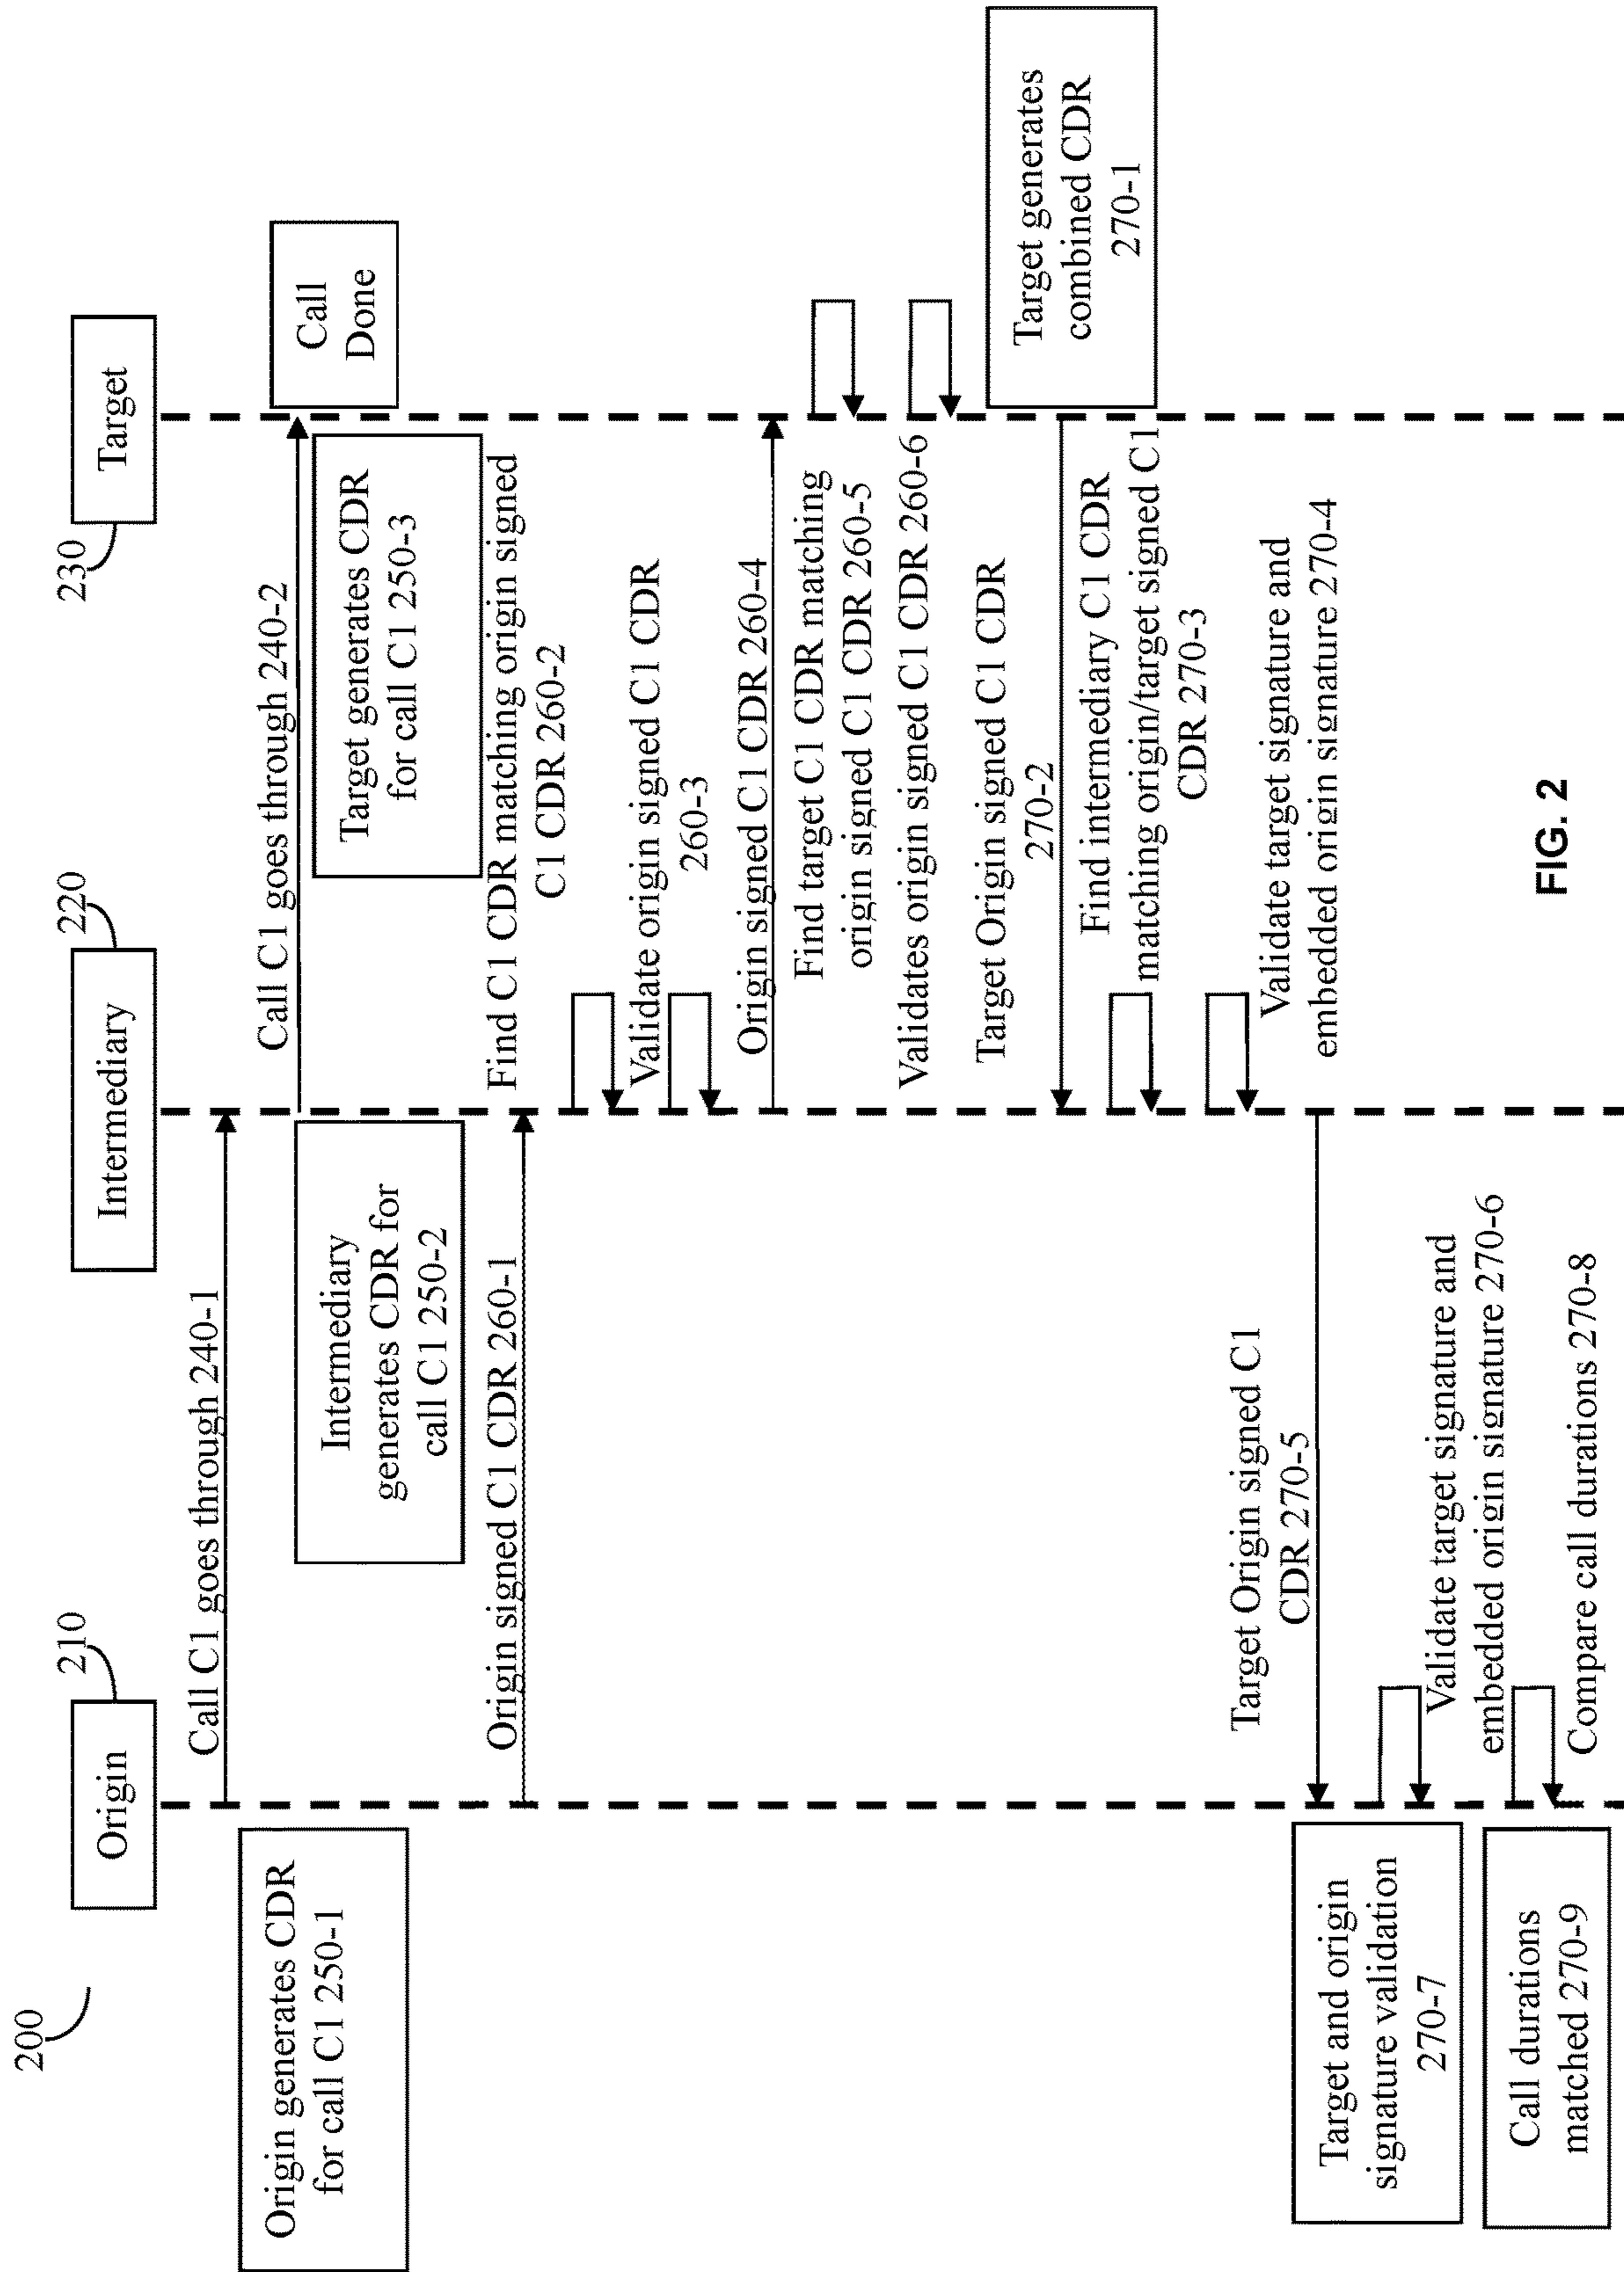 200
Origin
210
Intermediary
220
Target
230
Call C1 goes through 240-1
Origin generates CDR
for call C1 250-1
Call C1 goes through 240-2
Call
Done
Intermediary
generates CDR for
call C1 250-2
Target generates CDR
for call C1 250-3
Origin signed C1 CDR 260-1
Find C1 CDR matching origin signed
C1 CDR 260-2
Validate origin signed C1 CDR
260-3
Origin signed C1 CDR 260-4
Find target C1 CDR matching
origin signed C1 CDR 260-5
Validates origin signed C1 CDR 260-6
Target generates
combined CDR
270-1
Target Origin signed C1 CDR
270-2
Find intermediary C1 CDR
matching origin/target signed C1
CDR 270-3
Validate target signature and
embedded origin signature 270-4
Target Origin signed C1
CDR 270-5
Validate target signature and
embedded origin signature 270-6
Target and origin
signature validation
270-7
Compare call durations 270-8
Call durations
matched 270-9
FIG. 2